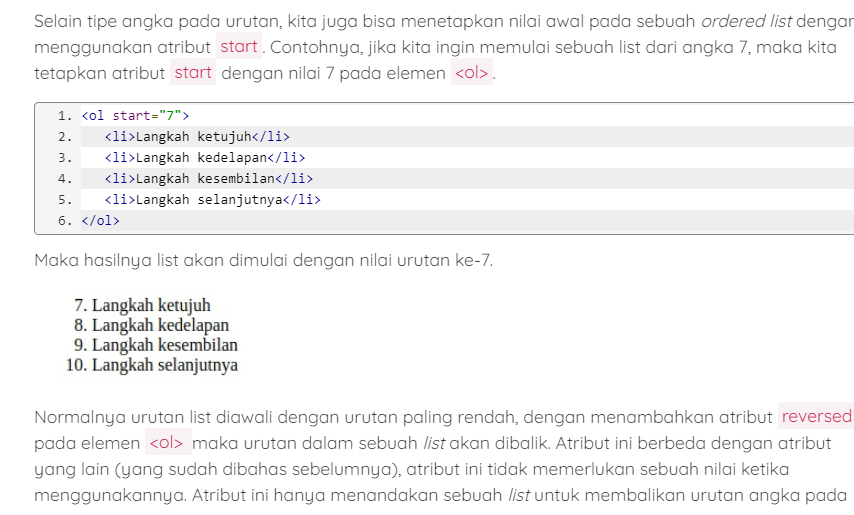 Selain tipe angka pada urutan, kita juga bisa menetapkan nilai awal pada sebuah ordered list dengan
menggunakan atribut start. Contohnya, jika kita ingin memulai sebuah list dari angka 7, maka kita
tetapkan atribut start dengan nilai 7 pada elemen <ol>.
1. <ol start="7">
2. <li>Langkah ketujuh</li>
3. <li>Langkah kedelapan</li>
4. <li>Langkah kesembilan</li>
5. <li>Langkah selanjutnya</li>
6. </ol>
Maka hasilnya list akan dimulai dengan nilai urutan ke-7.
7. Langkah ketujuh
8. Langkah kedelapan
9. Langkah kesembilan
10. Langkah selanjutnya
Normalnya urutan list diawali dengan urutan paling rendah, dengan menambahkan atribut reversed
pada elemen <ol> maka urutan dalam sebuah list akan dibalik. Atribut ini berbeda dengan atribut
yang lain (yang sudah dibahas sebelumnya), atribut ini tidak memerlukan sebuah nilai ketika
menggunakannya. Atribut ini hanya menandakan sebuah list untuk membalikan urutan angka pada